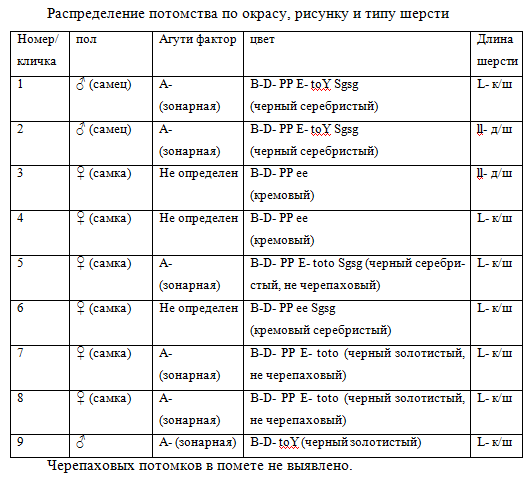 Распределение потомства по окрасу, рисунку и типу шерсти
Номер/ пол Агути фактор цвет Длина
кличка шерсти
1 ♂ (самец) А- B-D- PP E- toY Sgsg L- к/ш
(зонарная) (черный серебристый)
2 ♂ (самец) А- B-D- PP E- toY Sgsg ll- д/ш
(зонарная) (черный серебристый)
3 ♀ (самка) Не определен B-D- PP ee ll- д/ш
(кремовый)
4 ♀ (самка) Не определен B-D- PP ee L- к/ш
(кремовый)
5 ♀ (самка) А- B-D- PP E- toto Sgsg (черный серебри- L- к/ш
(зонарная) стый, не черепаховый)
6 ♀ (самка) Не определен B-D- PP ee Sgsg L- к/ш
(кремовый серебристый)
7 ♀ (самка) А- B-D- PP E- toto (черный золотистый, L- к/ш
(зонарная) не черепаховый)
8 ♀ (самка) А- B-D- PP E- toto (черный золотистый, L- к/ш
(зонарная) не черепаховый)
9 ♂ А- (зонарная) B-D- toY (черный золотистый) L- к/ш
Черепаховых потомков в помете не выявлено.